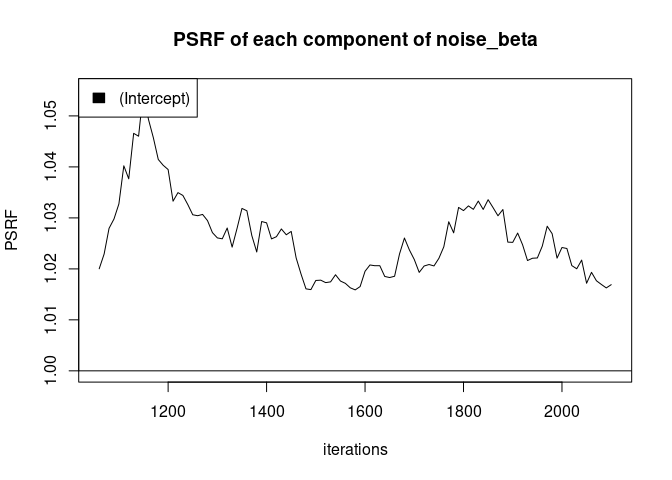 PSRF of each component of noise_beta
(Intercept)
PSRF
1.05
1.04
1.03
1.02
1.01
1.00
1200 1400 1600 1800 2000
iterations